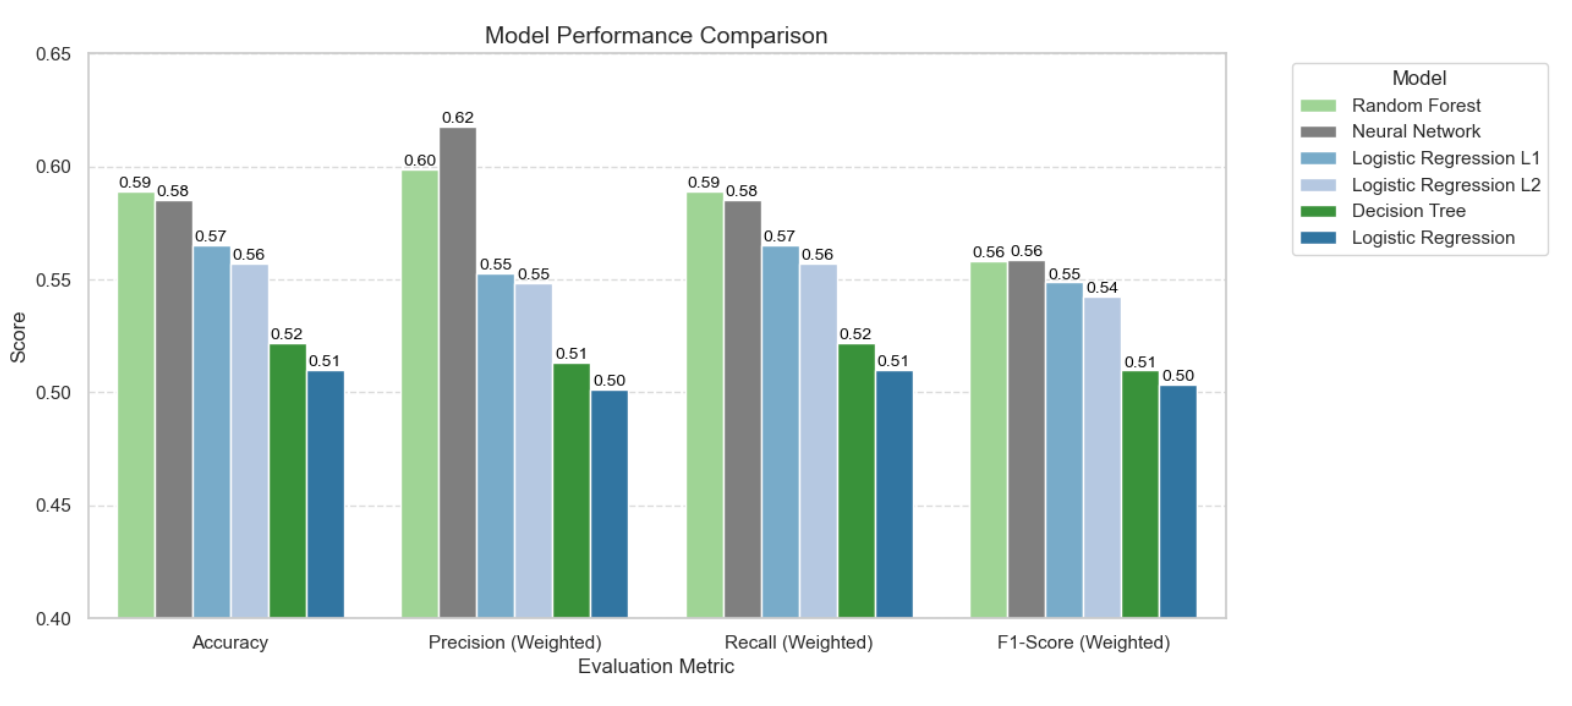 Model Performance Comparison
0.65
0.60
0.55
0.50
0.45
0.40
Score
0.59
0.58
0.57
0.56
0.52
0.51
0.60
0.62
0.55
0.55
0.51
0.50
0.59
0.58
0.57
0.56
0.52
0.51
0.56
0.56
0.55
0.54
0.51
0.50
Accuracy
Precision (Weighted)
Recall (Weighted)
F1-Score (Weighted)
Evaluation Metric
Model
Random Forest
Neural Network
Logistic Regression L1
Logistic Regression L2
Decision Tree
Logistic Regression